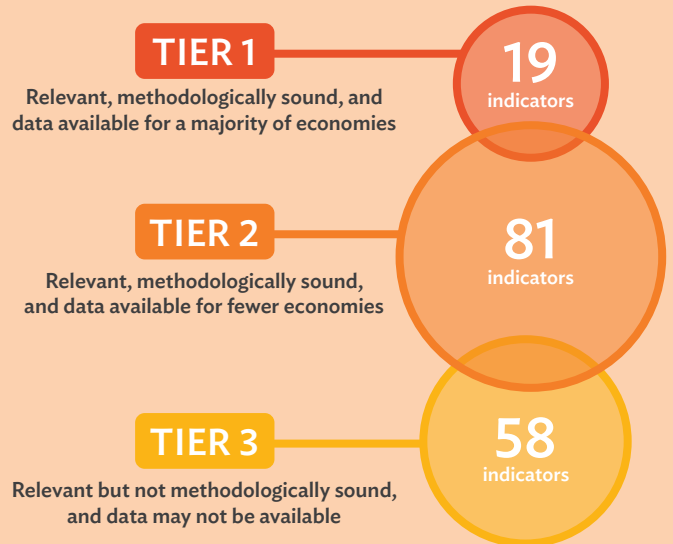 TIER 1
19
indicators
Relevant, methodologically sound, and
data available for a majority of economies
TIER 2
81
indicators
Relevant, methodologically sound,
and data available for fewer economies
TIER 3
58
indicators
Relevant but not methodologically sound,
and data may not be available